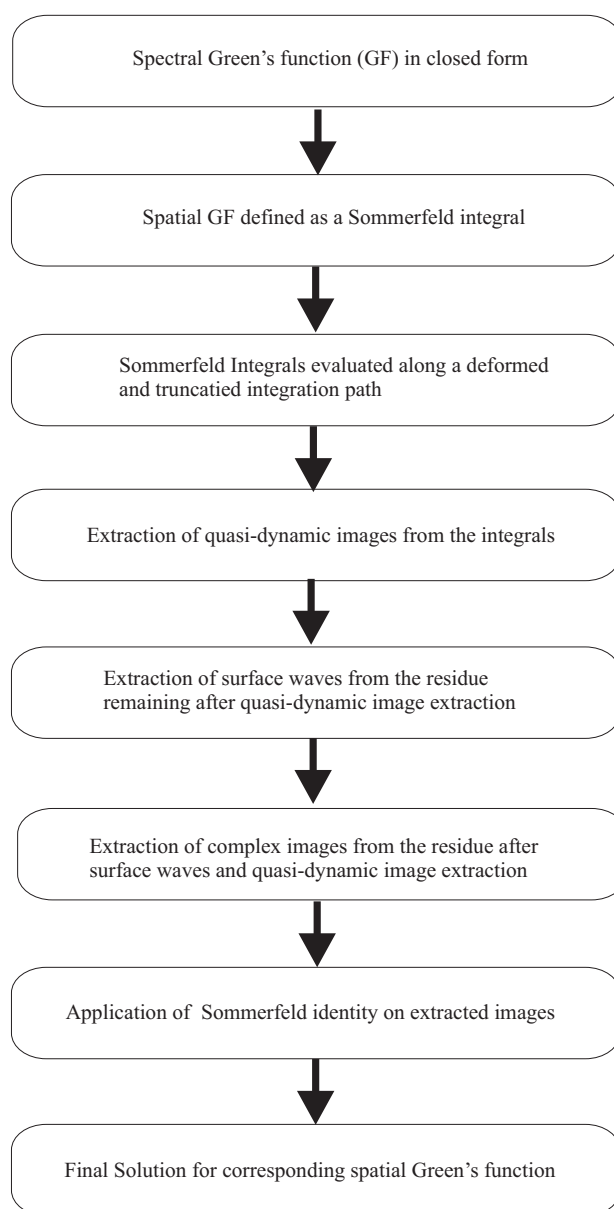 Spectral Green's function (GF) in closed form
Spatial GF defined as a Sommerfeld integral
Sommerfeld Integrals evaluated along a deformed
and truncatied integration path
Extraction of quasi-dynamic images from the integrals
Extraction of surface waves from the residue
remaining after quasi-dynamic image extraction
Extraction of complex images from the residue after
surface waves and quasi-dynamic image extraction
Application of Sommerfeld identity on extracted images
Final Solution for corresponding spatial Green's function